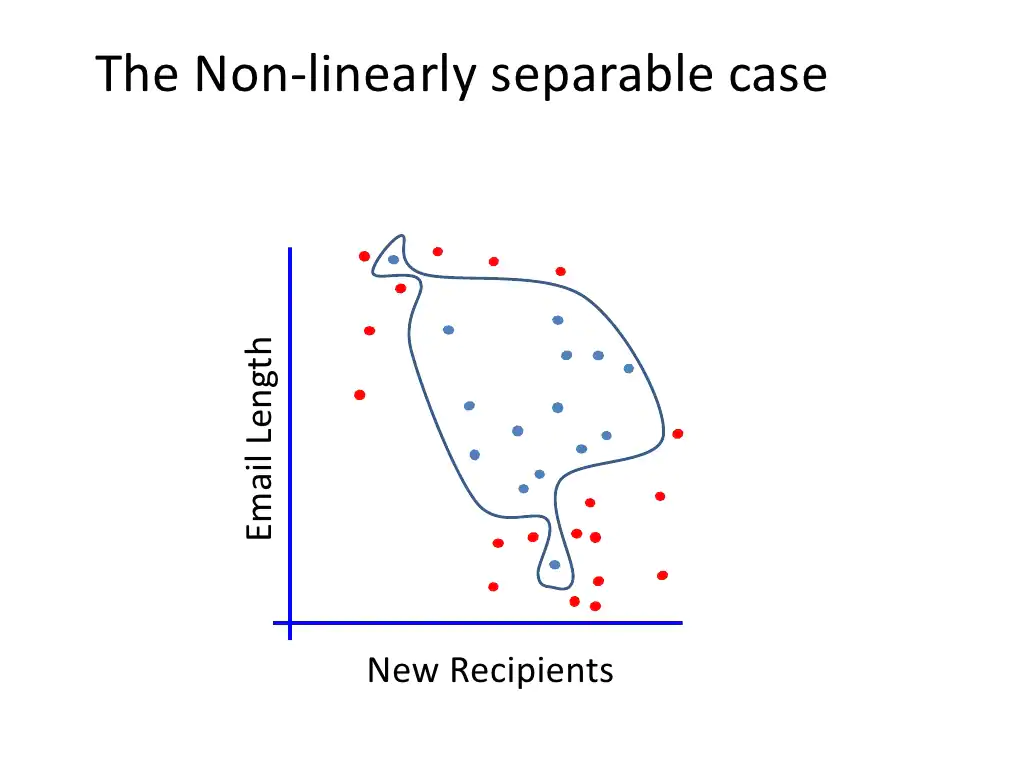 The Non-linearly separable case
Email Length
New Recipients